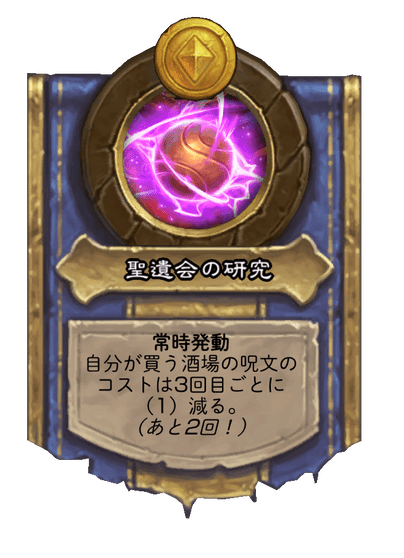 聖遺会の研究
常時発動
自分が買う酒場の呪文の
コストは3回目ごとに
（1）減る。
（あと2回！）